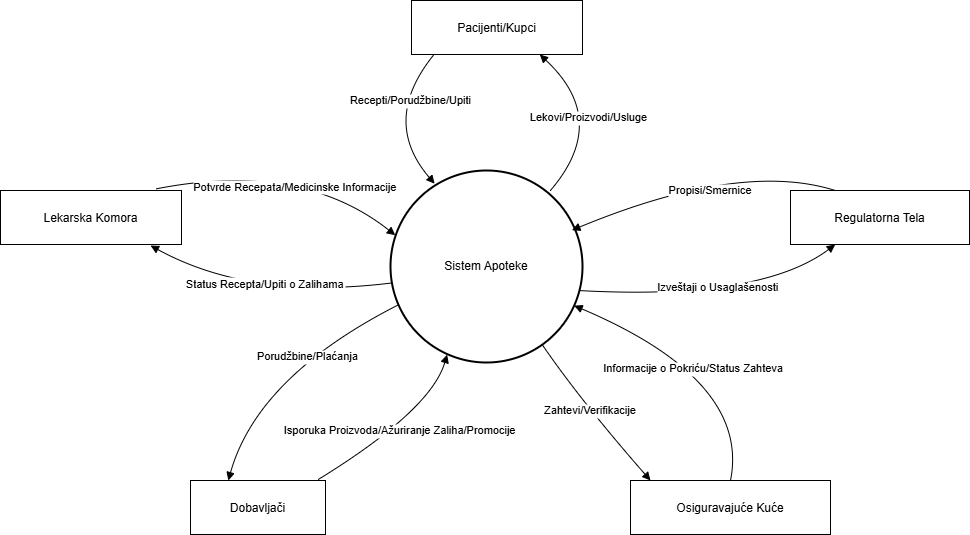 Pacijenti/Kupci
Recepti/Porudžbine/Upiti
Lekovi/Proizvodi/Usluge
Potvrde Recepata/Medicinske Informacije
Propisi/Smernice
Lekarska Komora
Regulatorna Tela
Sistem Apoteke
Status Recepta/Upiti o Zalihama
Izveštaji o Usaglašenosti
Porudžbine/Plaćanja
Informacije o Pokriću/Status Zahteva
Zahtevi/Verifikacije
Isporuka Proizvoda/Ažuriranje Zaliha/Promocije
Dobavljači
Osiguravajuće Kuće